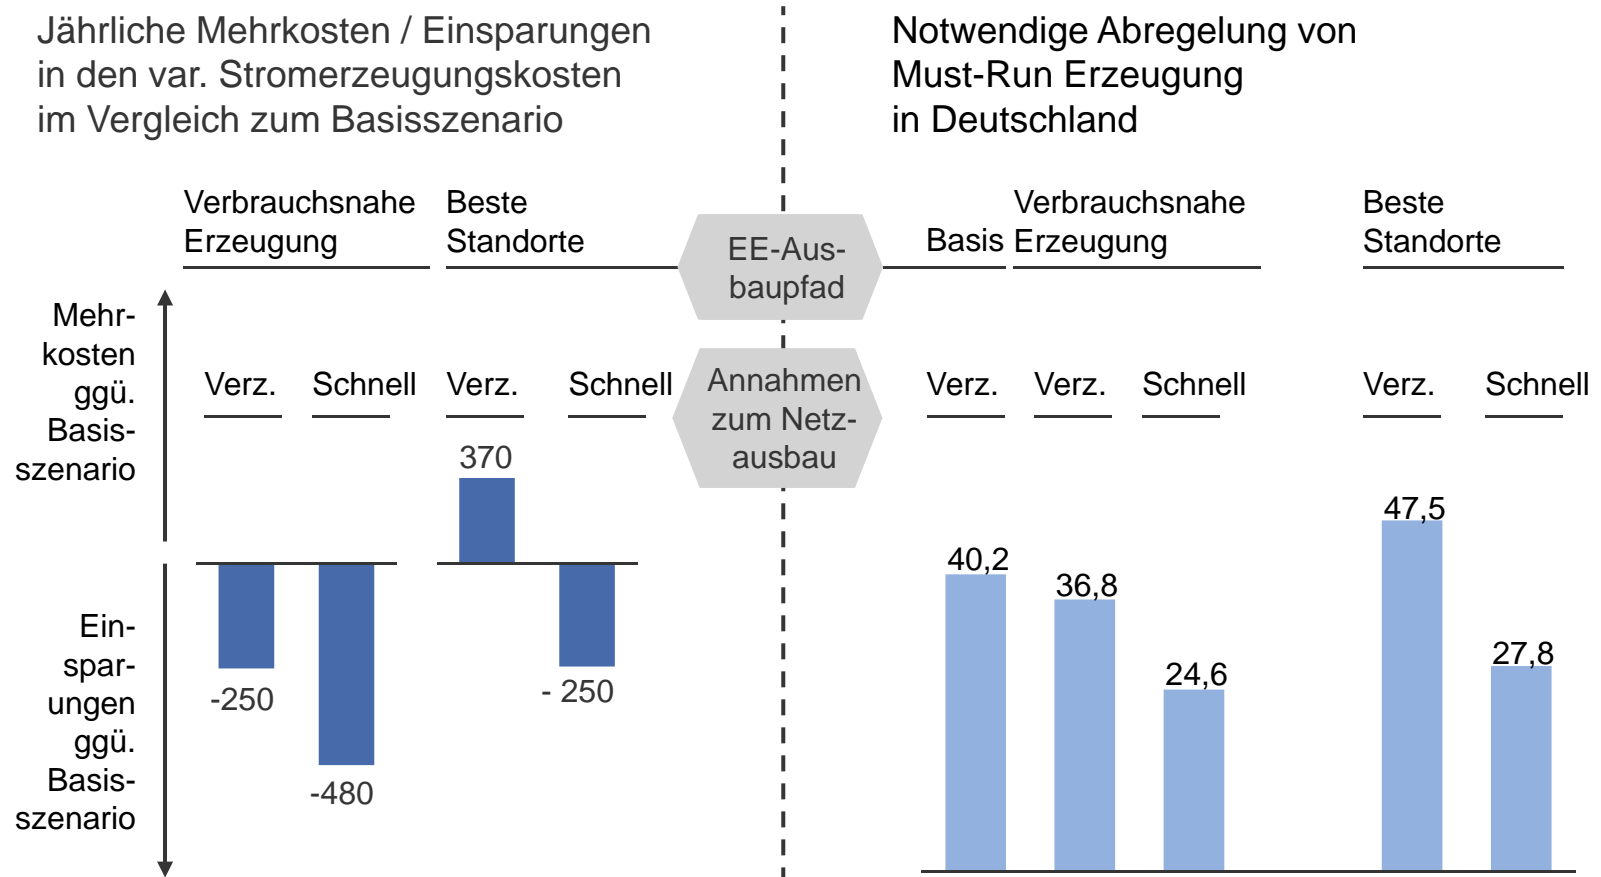 Jährliche Mehrkosten / Einsparungen
in den var. Stromerzeugungskosten
im Vergleich zum Basisszenario
Notwendige Abregelung von
Must-Run Erzeugung
in Deutschland
Verbrauchsnahe
Erzeugung
Beste
Standorte
EE-Aus-
baupfad
Basis
Verbrauchsnahe
Erzeugung
Beste
Standorte
Mehr-
kosten
ggü.
Basis-
szenario
Verz.
Schnell
Verz.
Schnell
Annahmen
zum Netz-
ausbau
Verz.
Verz.
Schnell
Verz.
Schnell
370
-250
-480
- 250
Ein-
spar-
ungen
ggü.
Basis-
szenario
40,2
36,8
24,6
47,5
27,8